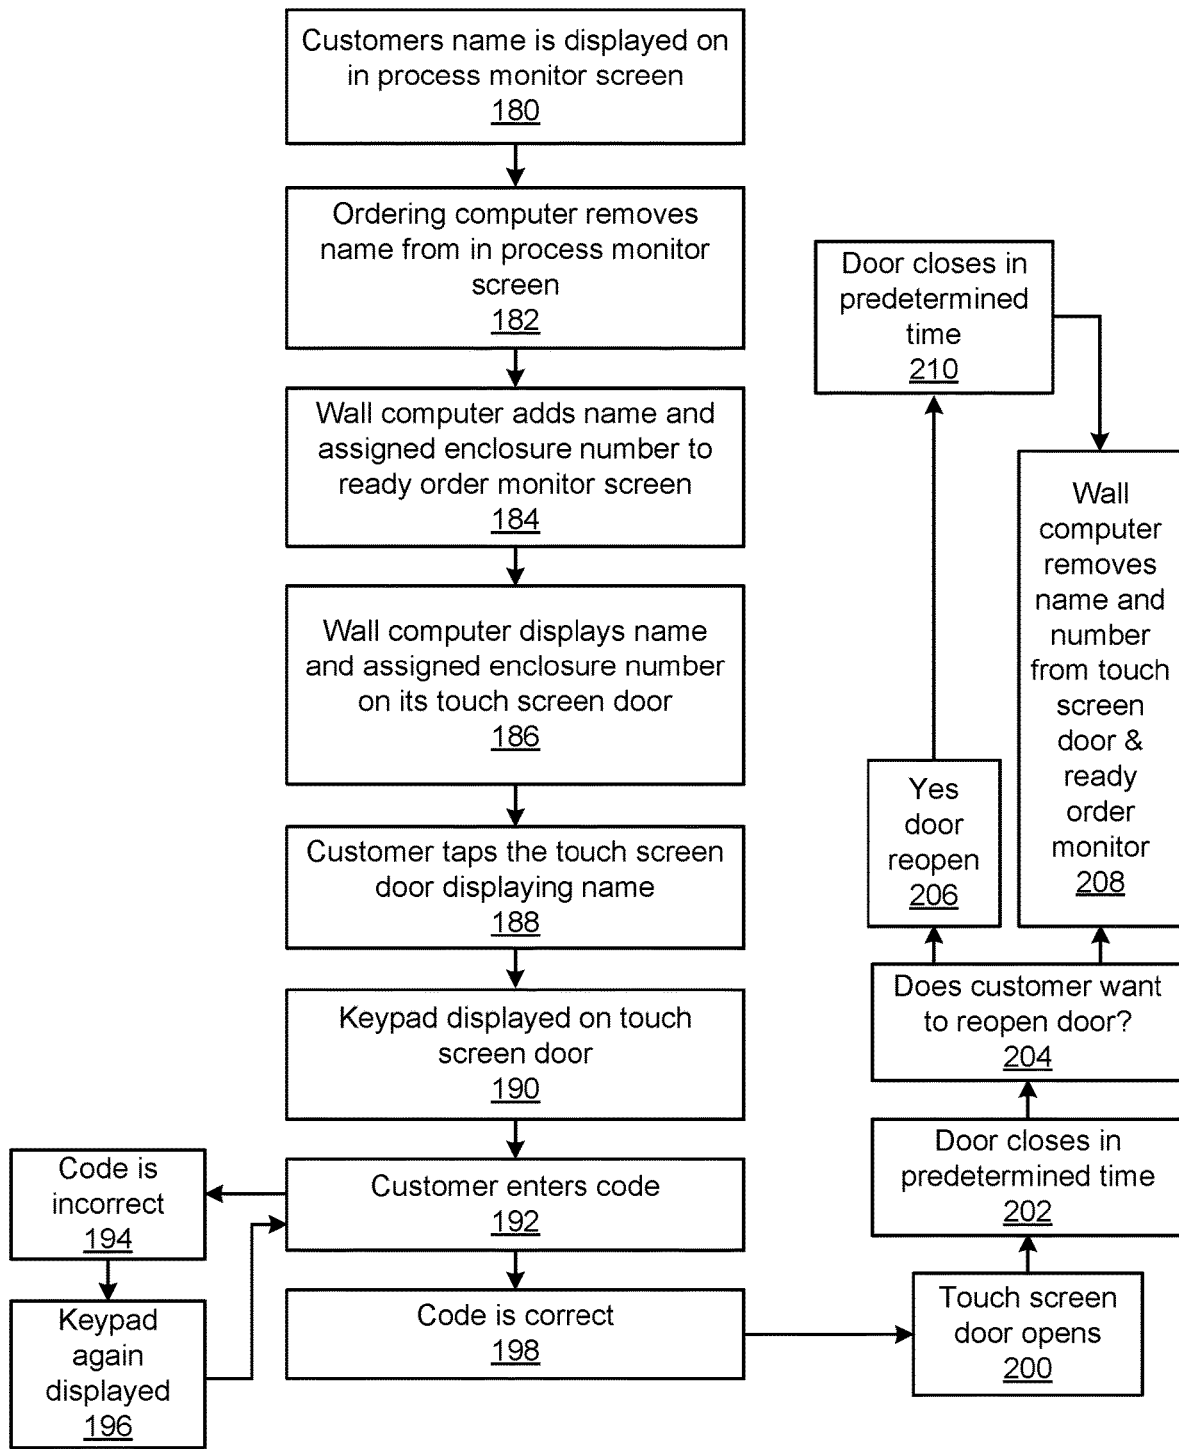 Customers name is displayed on
in process monitor screen
180
Ordering computer removes
name from in process monitor
screen
182
Wall computer adds name and
assigned enclosure number to
ready order monitor screen
184
Wall computer displays name
and assigned enclosure number
on its touch screen door
186
Customer taps the touch screen
door displaying name
188
Keypad displayed on touch
screen door
190
Customer enters code
192
Code is
incorrect
194
Keypad
again
displayed
196
Code is correct
198
Touch screen
door opens
200
Door closes in
predetermined time
202
Does customer want
to reopen door?
204
Yes
door
reopen
206
Door closes in
predetermined
time
210
Wall
computer
removes
name and
number
from touch
screen
door &
ready
order
monitor
208